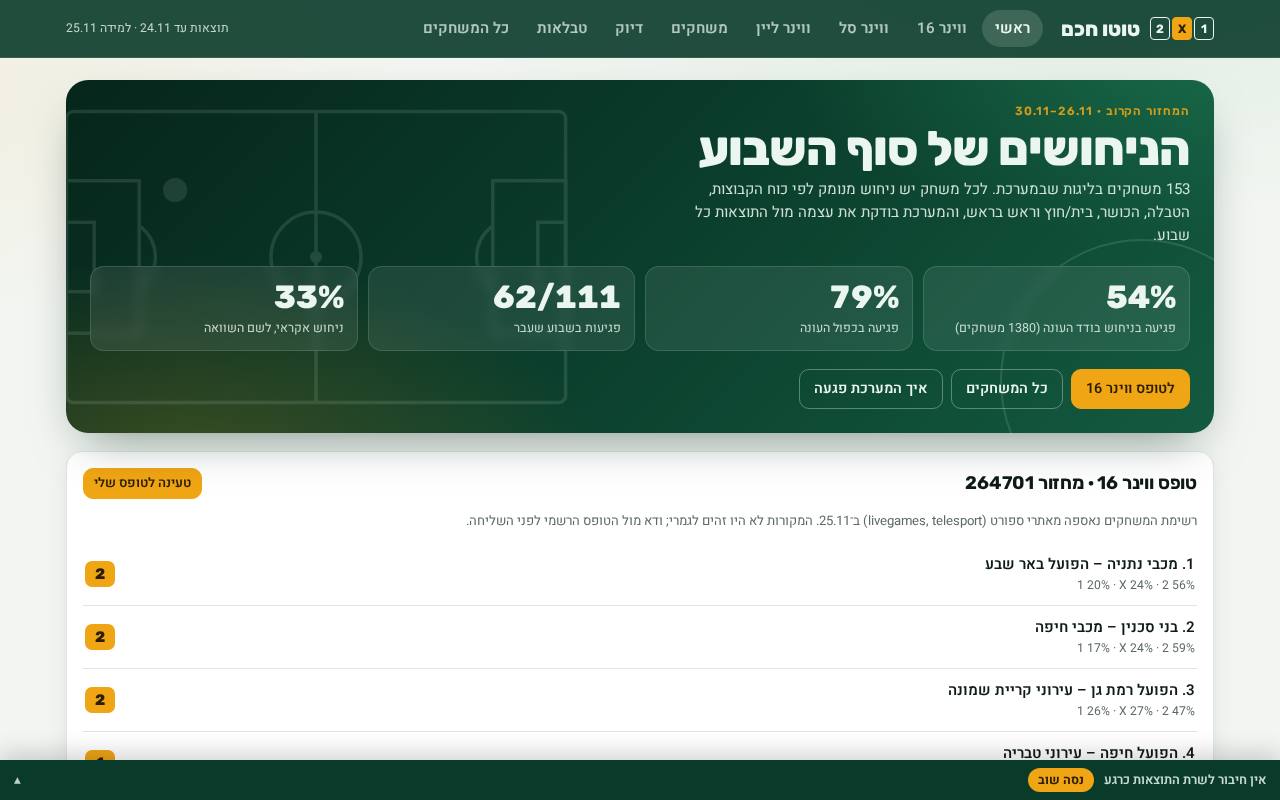 1 X 2 טוטו חכם
ראשי
ווינר 16
ווינר סל
ווינר ליין
משחקים
דיוק
טבלאות
כל המשחקים
תוצאות עד 24.11 · למידה 25.11
המחזור הקרוב · 26.11–30.11
הניחושים של סוף השבוע
153 משחקים בליגות שבמערכת. לכל משחק יש ניחוש מנומק לפי כוח הקבוצות,
הטבלה, הכושר, בית/חוץ וראש בראש, והמערכת בודקת את עצמה מול התוצאות כל
שבוע.
54%
פגיעה בניחוש בודד העונה (1380 משחקים)
79%
פגיעה בכפול העונה
62/111
פגיעות בשבוע שעבר
33%
ניחוש אקראי, לשם השוואה
לטופס ווינר 16
כל המשחקים
איך המערכת פגעה
טופס ווינר 16 · מחזור 264701
טעינה לטופס שלי
רשימת המשחקים נאספה מאתרי ספורט (livegames, telesport) ב־25.11. המקורות לא היו זהים לגמרי; ודא מול הטופס הרשמי לפני השליחה.
1. מכבי נתניה – הפועל באר שבע
1 20% · X 24% · 2 56%
2
2. בני סכנין – מכבי חיפה
1 17% · X 24% · 2 59%
2
3. הפועל רמת גן – עירוני קריית שמונה
1 26% · X 27% · 2 47%
2
4. הפועל חיפה – עירוני טבריה
אין חיבור לשרת התוצאות כרגע
נסה שוב
▲